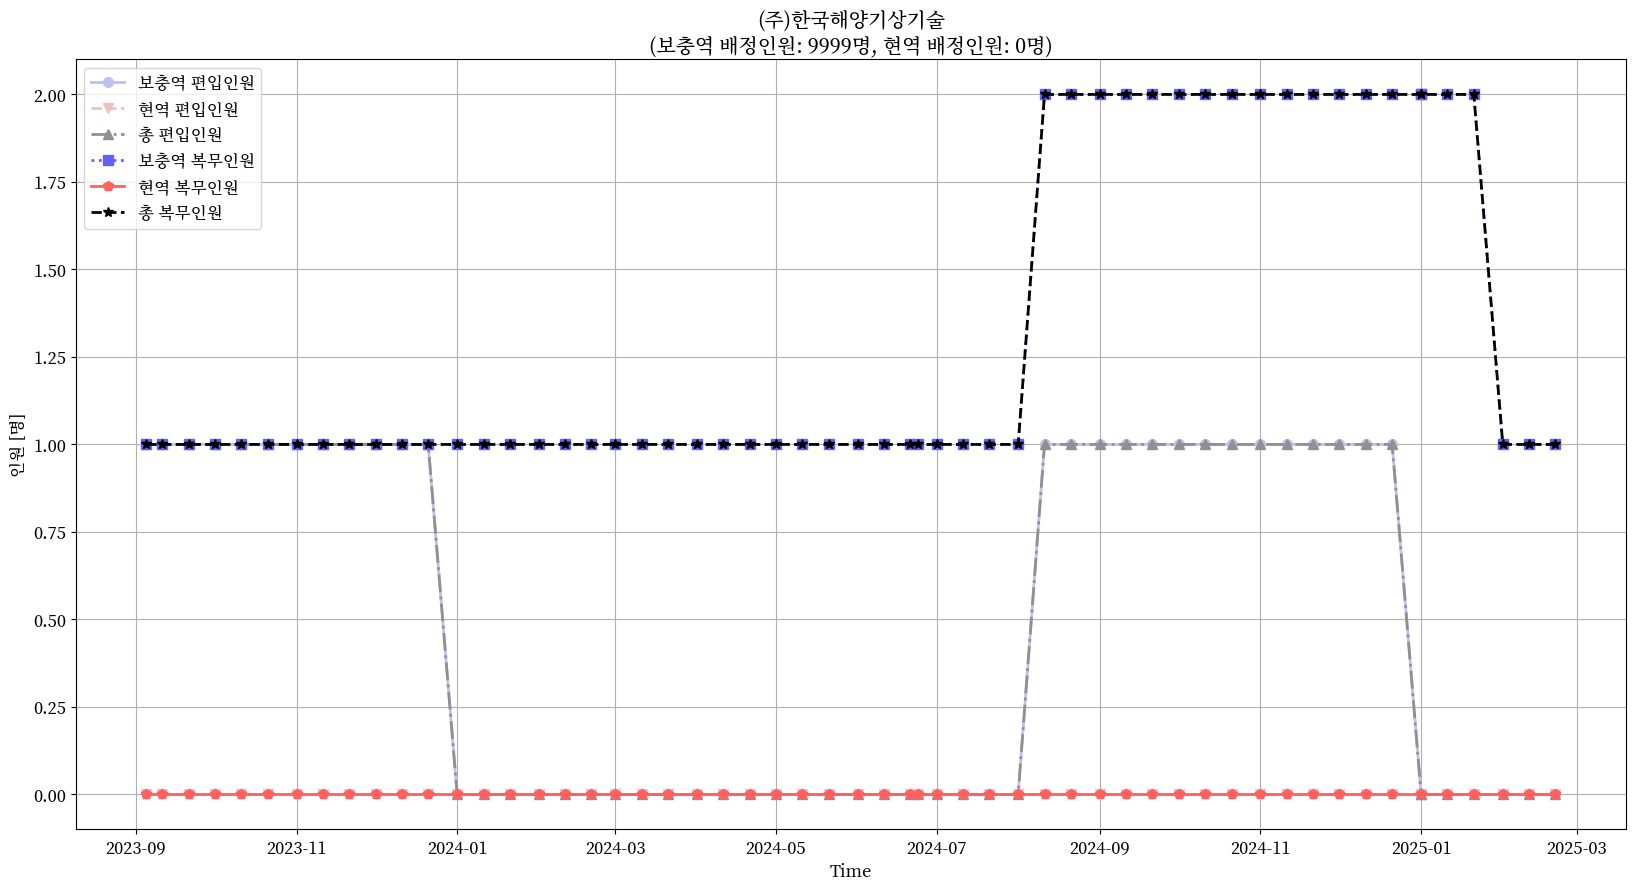 (주)한국해양기상기술
(보충역 배정인원: 9999명, 현역 배정인원: 0명)
보충역 편입인원
현역 편입인원
총 편입인원
보충역 복무인원
현역 복무인원
총 복무인원
2.00
1.75
1.50
1.25
1.00
0.75
0.50
0.25
0.00
인원 [명]
2023-09 2023-11 2024-01 2024-03 2024-05 2024-07 2024-09 2024-11 2025-01 2025-03
Time